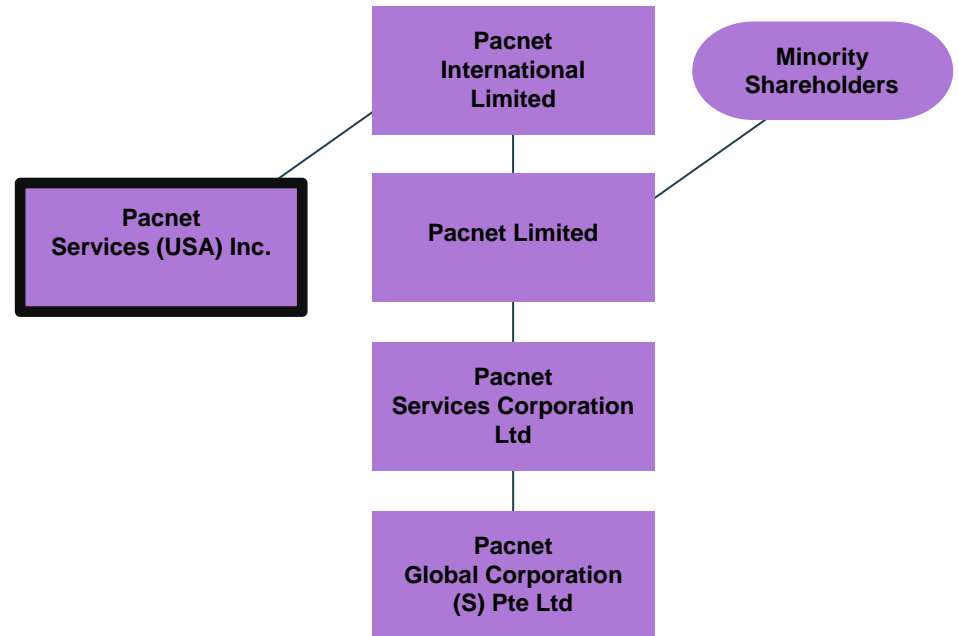 Pacnet
International
Limited
Minority
Shareholders
Pacnet
Services (USA) Inc.
Pacnet Limited
Pacnet
Services Corporation
Ltd
Pacnet
Global Corporation
(S) Pte Ltd